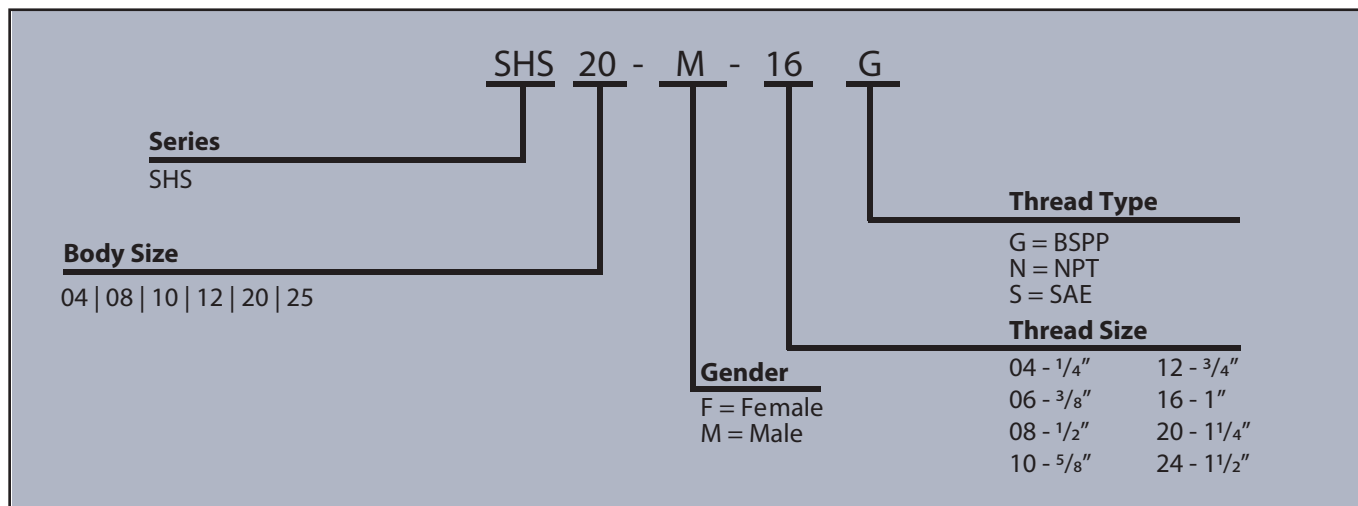 SHS 20 - M - 16 G
Series
SHS
Body Size
04 | 08 | 10 | 12 | 20 | 25
Gender
F = Female
M = Male
Thread Type
G = BSPP
N = NPT
S = SAE
Thread Size
04 - 1/4" 12 - 3/4"
06 - 3/8" 16 - 1"
08 - 1/2" 20 - 11/4"
10 - 5/8" 24 - 11/2"